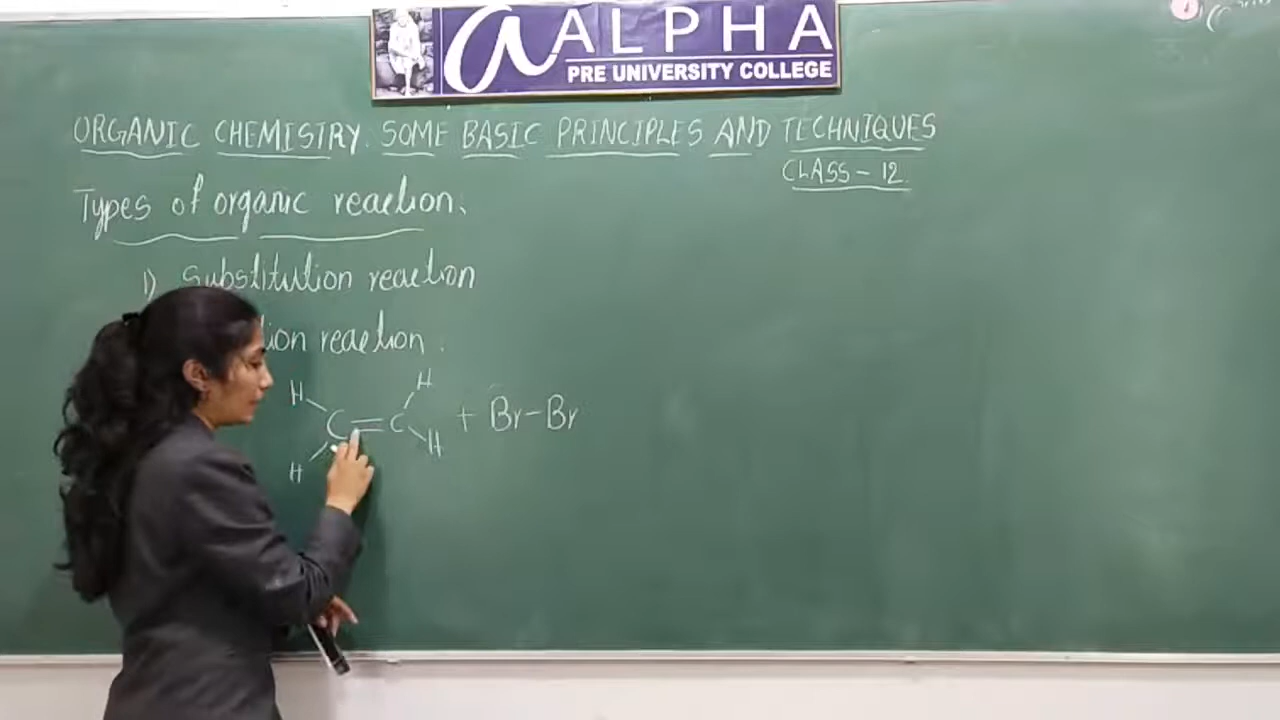 a ALPHA
PRE UNIVERSITY COLLEGE
ORGANIC CHEMISTRY: SOME BASIC PRINCIPLES AND TECHNIQUES
CLASS - 12.
Types of organic reaction.
1) Substitution reaction
tion reaction.
H H
C = C + Br-Br
H H